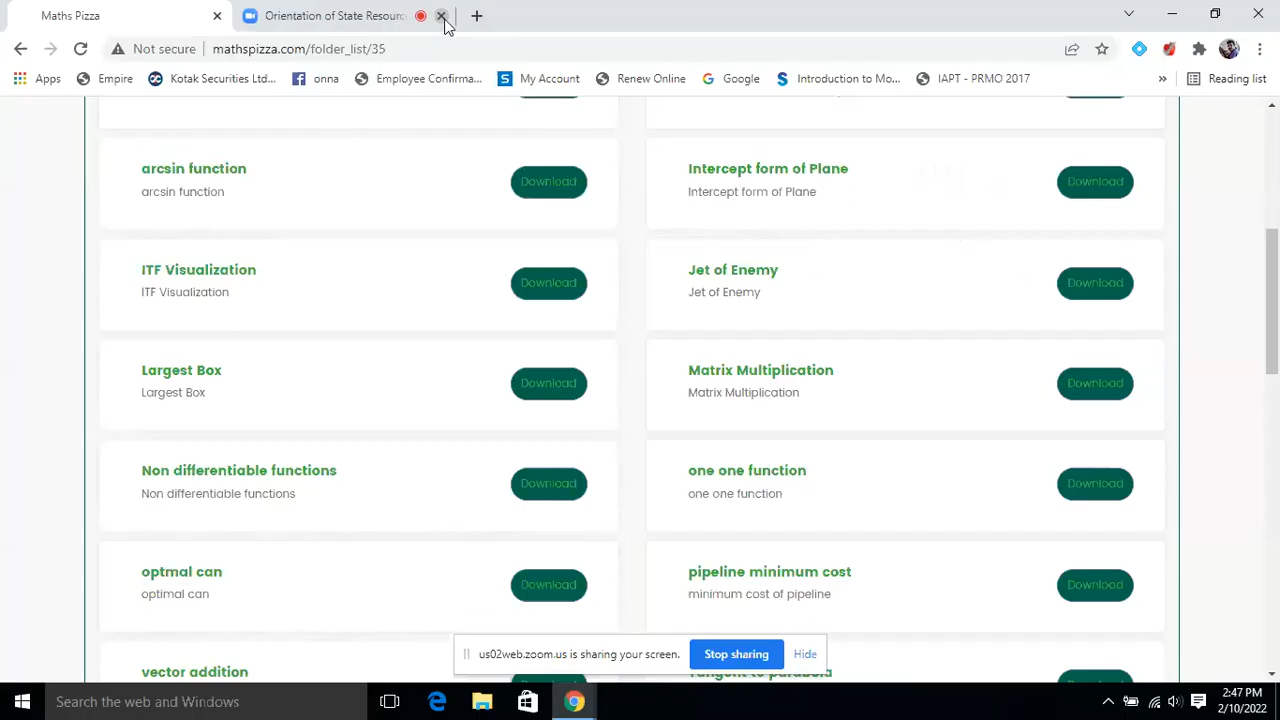 Maths Pizza
Orientation of State Resourc
Not secure
mathspizza.com/folder_list/35
Apps
Empire
Kotak Securities Ltd...
onna
Employee Confirma...
My Account
Renew Online
Google
Introduction to Mo...
IAPT - PRMO 2017
»
Reading list
arcsin function
arcsin function
Download
Intercept form of Plane
Intercept form of Plane
Download
ITF Visualization
ITF Visualization
Download
Jet of Enemy
Jet of Enemy
Download
Largest Box
Largest Box
Download
Matrix Multiplication
Matrix Multiplication
Download
Non differentiable functions
Non differentiable functions
Download
one one function
one one function
Download
optmal can
optimal can
Download
pipeline minimum cost
minimum cost of pipeline
Download
vector addition
Tangent to parabola
us02web.zoom.us is sharing your screen.
Stop sharing
Hide
Search the web and Windows
2:47 PM
2/10/2022